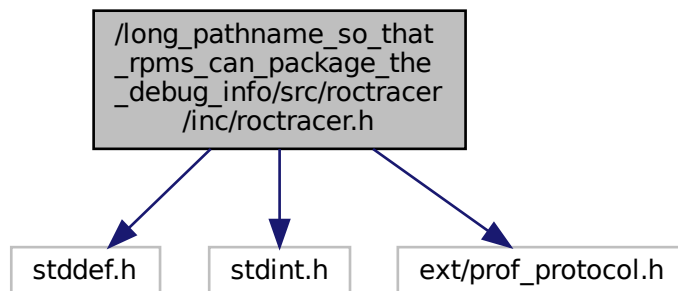 /long_pathname_so_that
_rpms_can_package_the
_debug_info/src/roctracer
/inc/roctracer.h
stddef.h
stdint.h
ext/prof_protocol.h